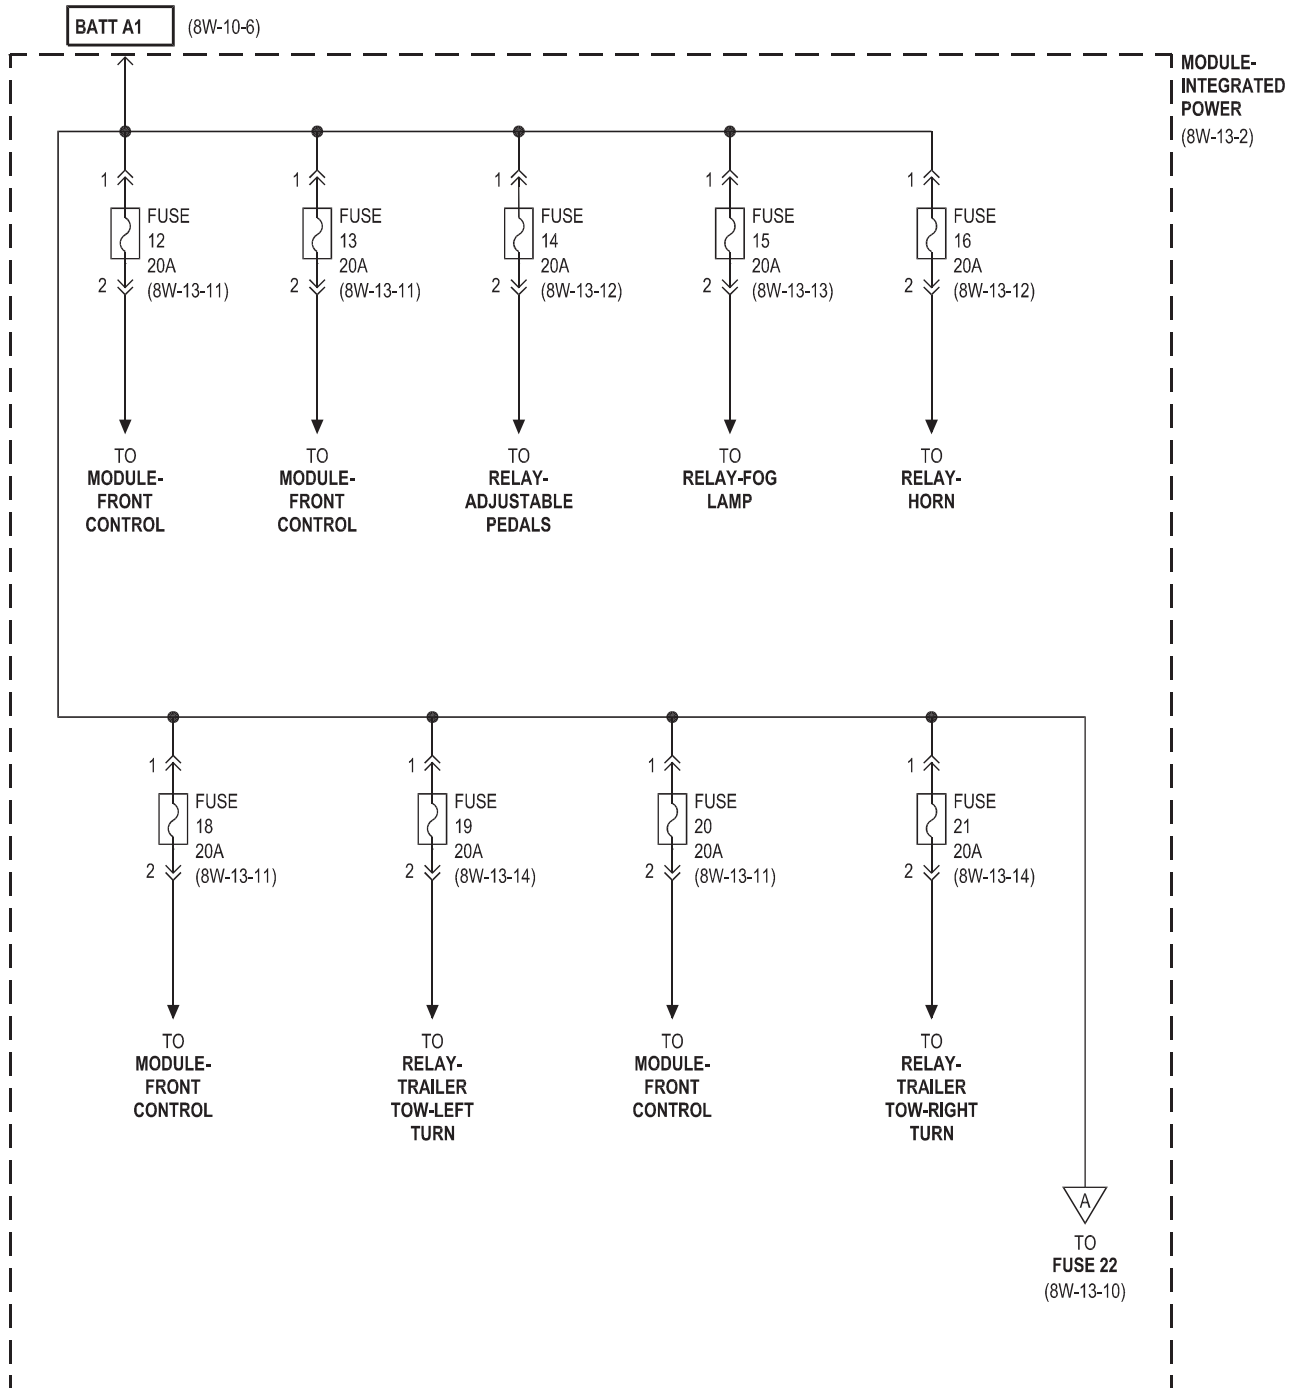 BATT A1 (8W-10-6)
MODULE-
INTEGRATED
POWER
(8W-13-2)
1 1 1 1 1
FUSE FUSE FUSE FUSE FUSE
12 13 14 15 16
20A 20A 20A 20A 20A
2 (8W-13-11) 2 (8W-13-11) 2 (8W-13-12) 2 (8W-13-13) 2 (8W-13-12)
TO TO TO TO TO
MODULE- MODULE- RELAY- RELAY-FOG RELAY-
FRONT FRONT ADJUSTABLE LAMP HORN
CONTROL CONTROL PEDALS
1 1 1 1
FUSE FUSE FUSE FUSE
18 19 20 21
20A 20A 20A 20A
2 (8W-13-11) 2 (8W-13-14) 2 (8W-13-11) 2 (8W-13-14)
TO TO TO TO
MODULE- RELAY- MODULE- RELAY-
FRONT TRAILER FRONT TRAILER
CONTROL TOW-LEFT CONTROL TOW-RIGHT
TURN TURN
A
TO
FUSE 22
(8W-13-10)